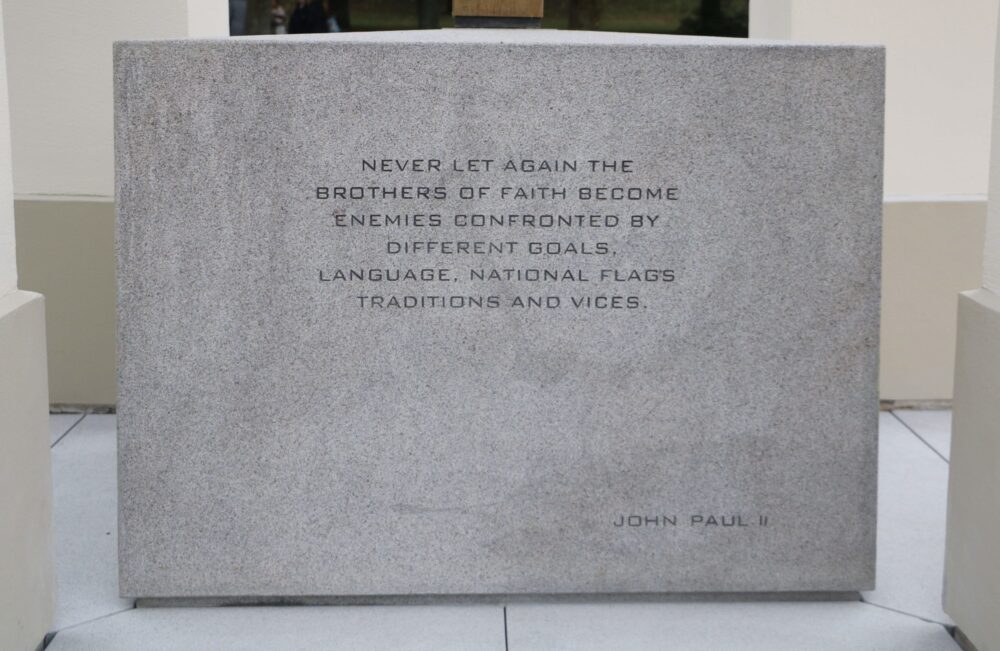 NEVER LET AGAIN THE
BROTHERS OF FAITH BECOME
ENEMIES CONFRONTED BY
DIFFERENT GOALS,
LANGUAGE, NATIONAL FLAGS
TRADITIONS AND VICES.
JOHN PAUL II